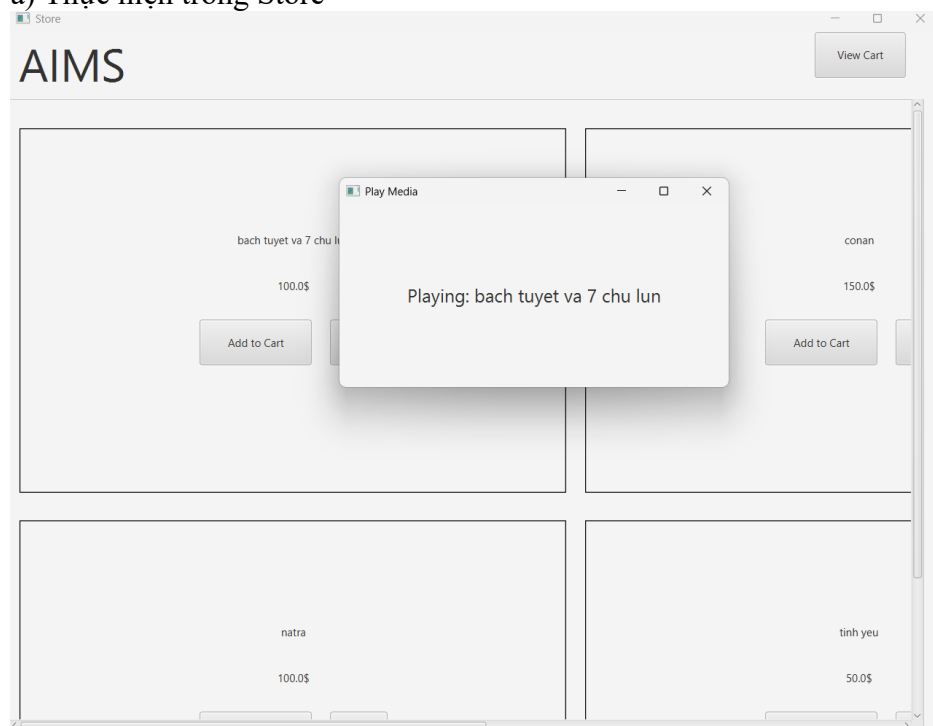 a) Thực hiện trong Store
Store
AIMS
View Cart
Play Media
bach tuyet va 7 chu lu
conan
100.0$
Playing: bach tuyet va 7 chu lun
150.0$
Add to Cart
Add to Cart
natra
tinh yeu
100.0$
50.0$